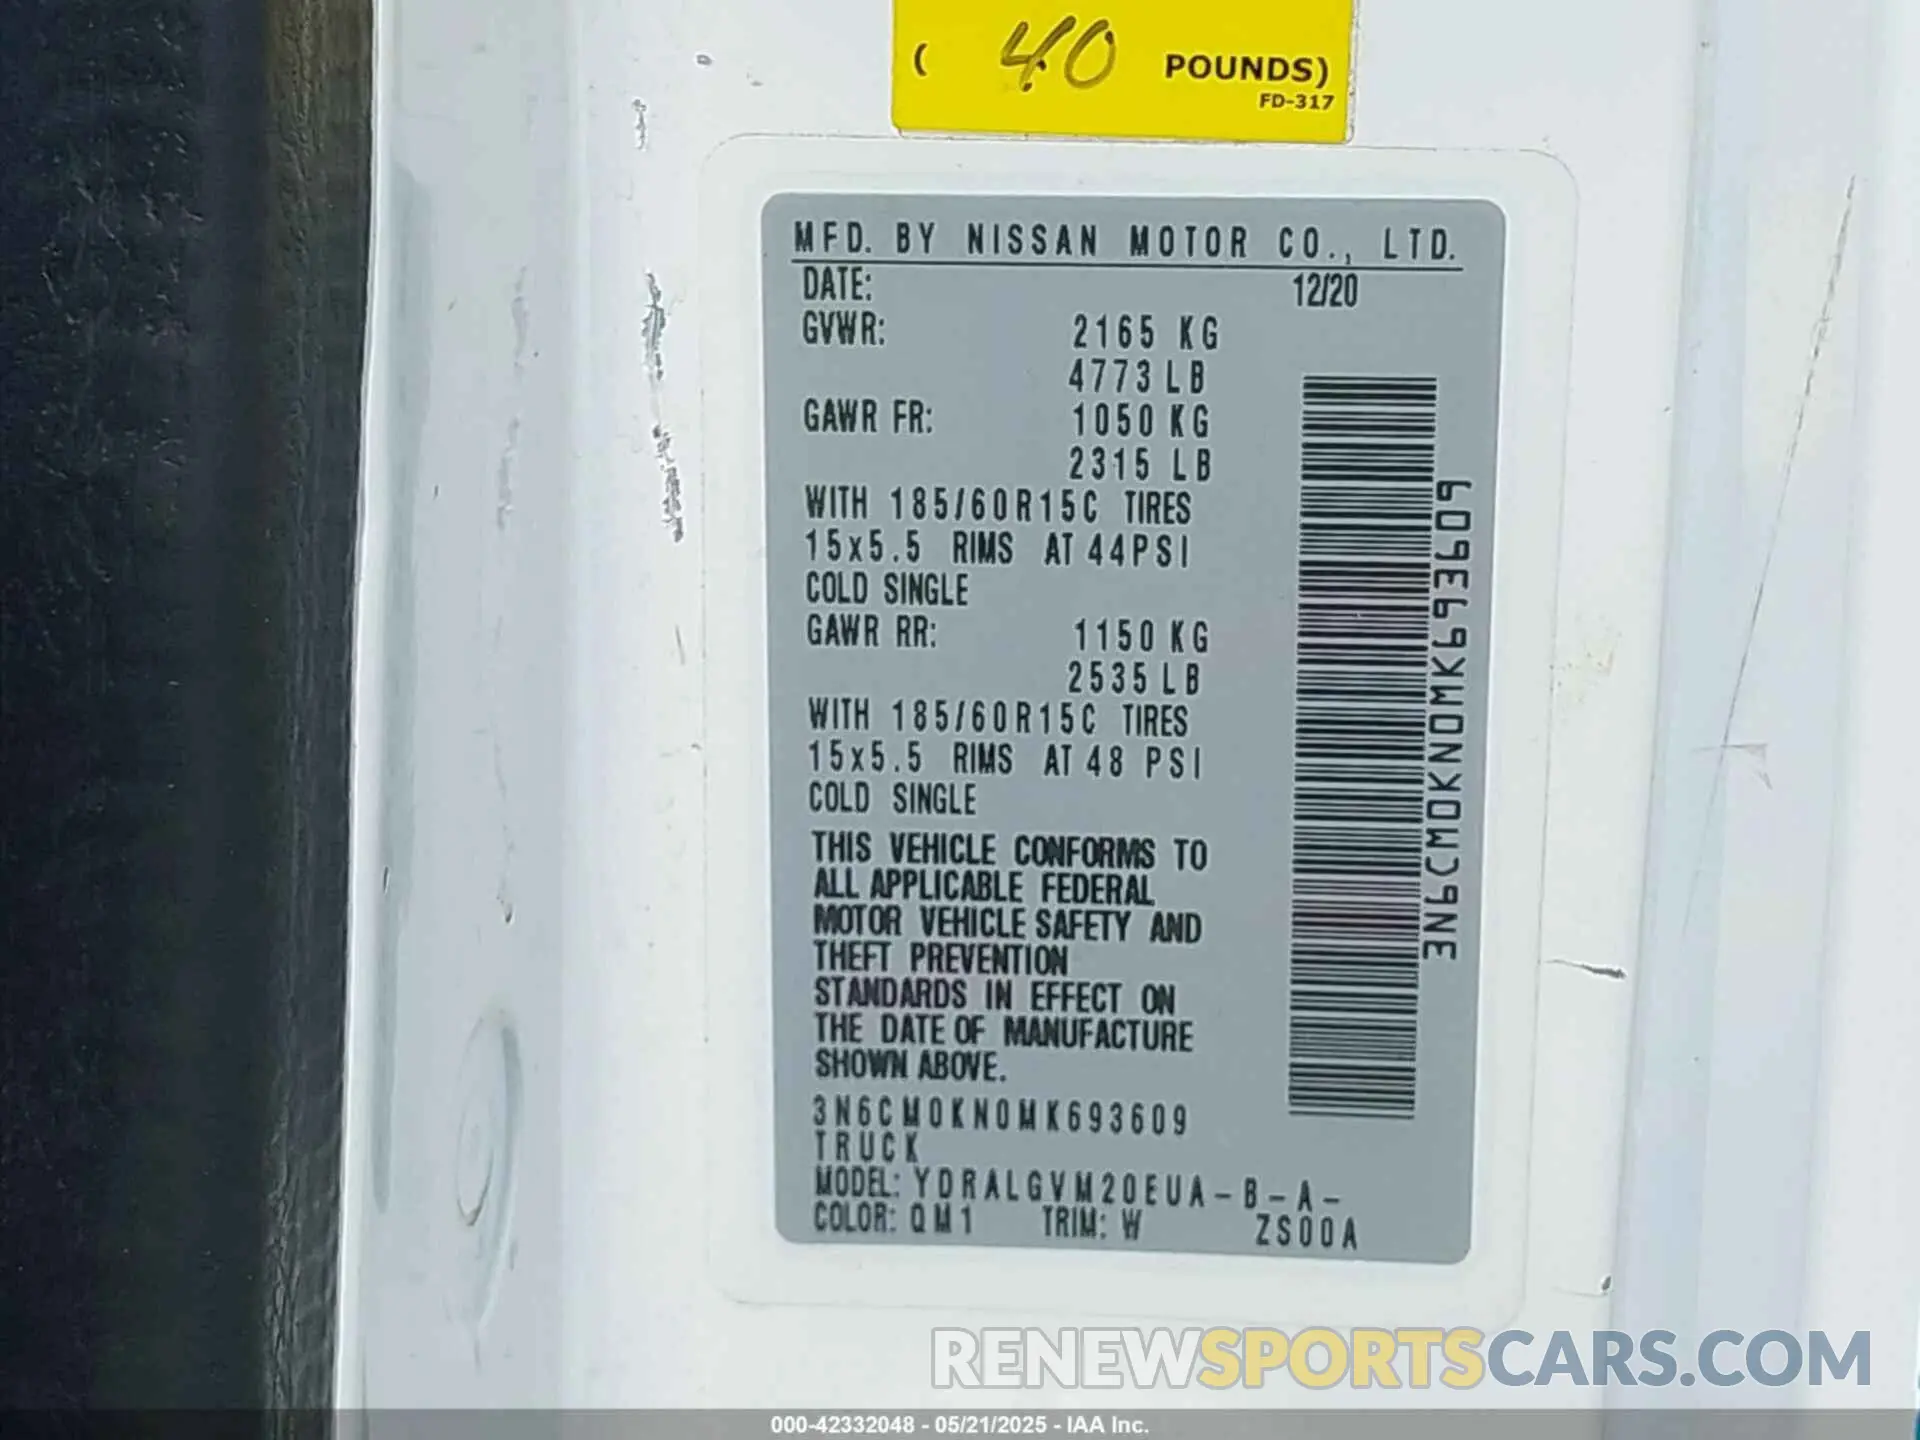 ( 40 POUNDS)
FD-317
MFD. BY NISSAN MOTOR CO., LTD.
DATE: 12/20
GVWR: 2165 KG
4773 LB
GAWR FR: 1050 KG
2315 LB
WITH 185/60R15C TIRES
15x5.5 RIMS AT 44PSI
COLD SINGLE
GAWR RR: 1150 KG
2535 LB
WITH 185/60R15C TIRES
15x5.5 RIMS AT 48 PSI
COLD SINGLE
THIS VEHICLE CONFORMS TO
ALL APPLICABLE FEDERAL
MOTOR VEHICLE SAFETY AND
THEFT PREVENTION
STANDARDS IN EFFECT ON
THE DATE OF MANUFACTURE
SHOWN ABOVE.
3N6CM0KN0MK693609
TRUCK
MODEL: YDRALGVM20EUA-B-A-
COLOR: QM1 TRIM: W ZS00A
3N6CM0KN0MK693609
RENEWSPORTSCARS.COM
000-42332048 - 05/21/2025 - IAA Inc.